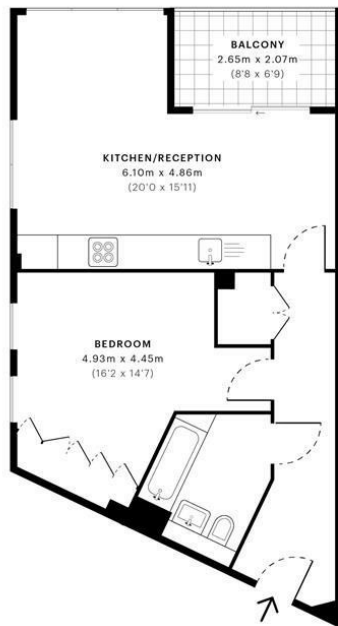 BALCONY
2.65m x 2.07m
(8'8 x 6'9)
KITCHEN/RECEPTION
6.10m x 4.86m
(20'0 x 15'11)
BEDROOM
4.93m x 4.45m
(16'2 x 14'7)